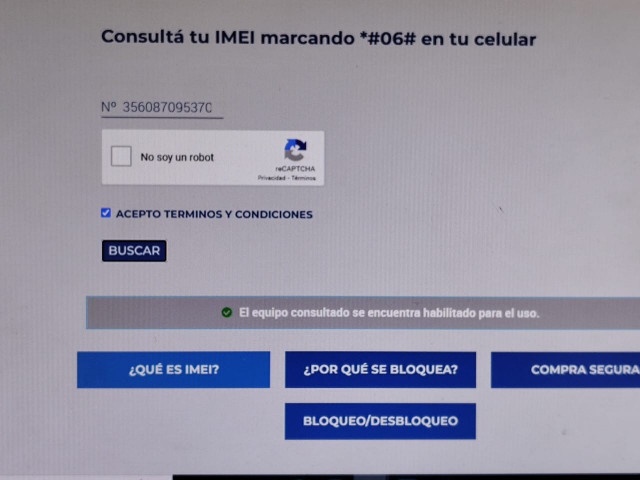 Consultá tu IMEI marcando *#06# en tu celular
Nº 35608709537C
No soy un robot
reCAPTCHA
Privacidad - Términos
ACEPTO TERMINOS Y CONDICIONES
BUSCAR
El equipo consultado se encuentra habilitado para el uso.
¿QUÉ ES IMEI?
¿POR QUÉ SE BLOQUEA?
COMPRA SEGURA
BLOQUEO/DESBLOQUEO